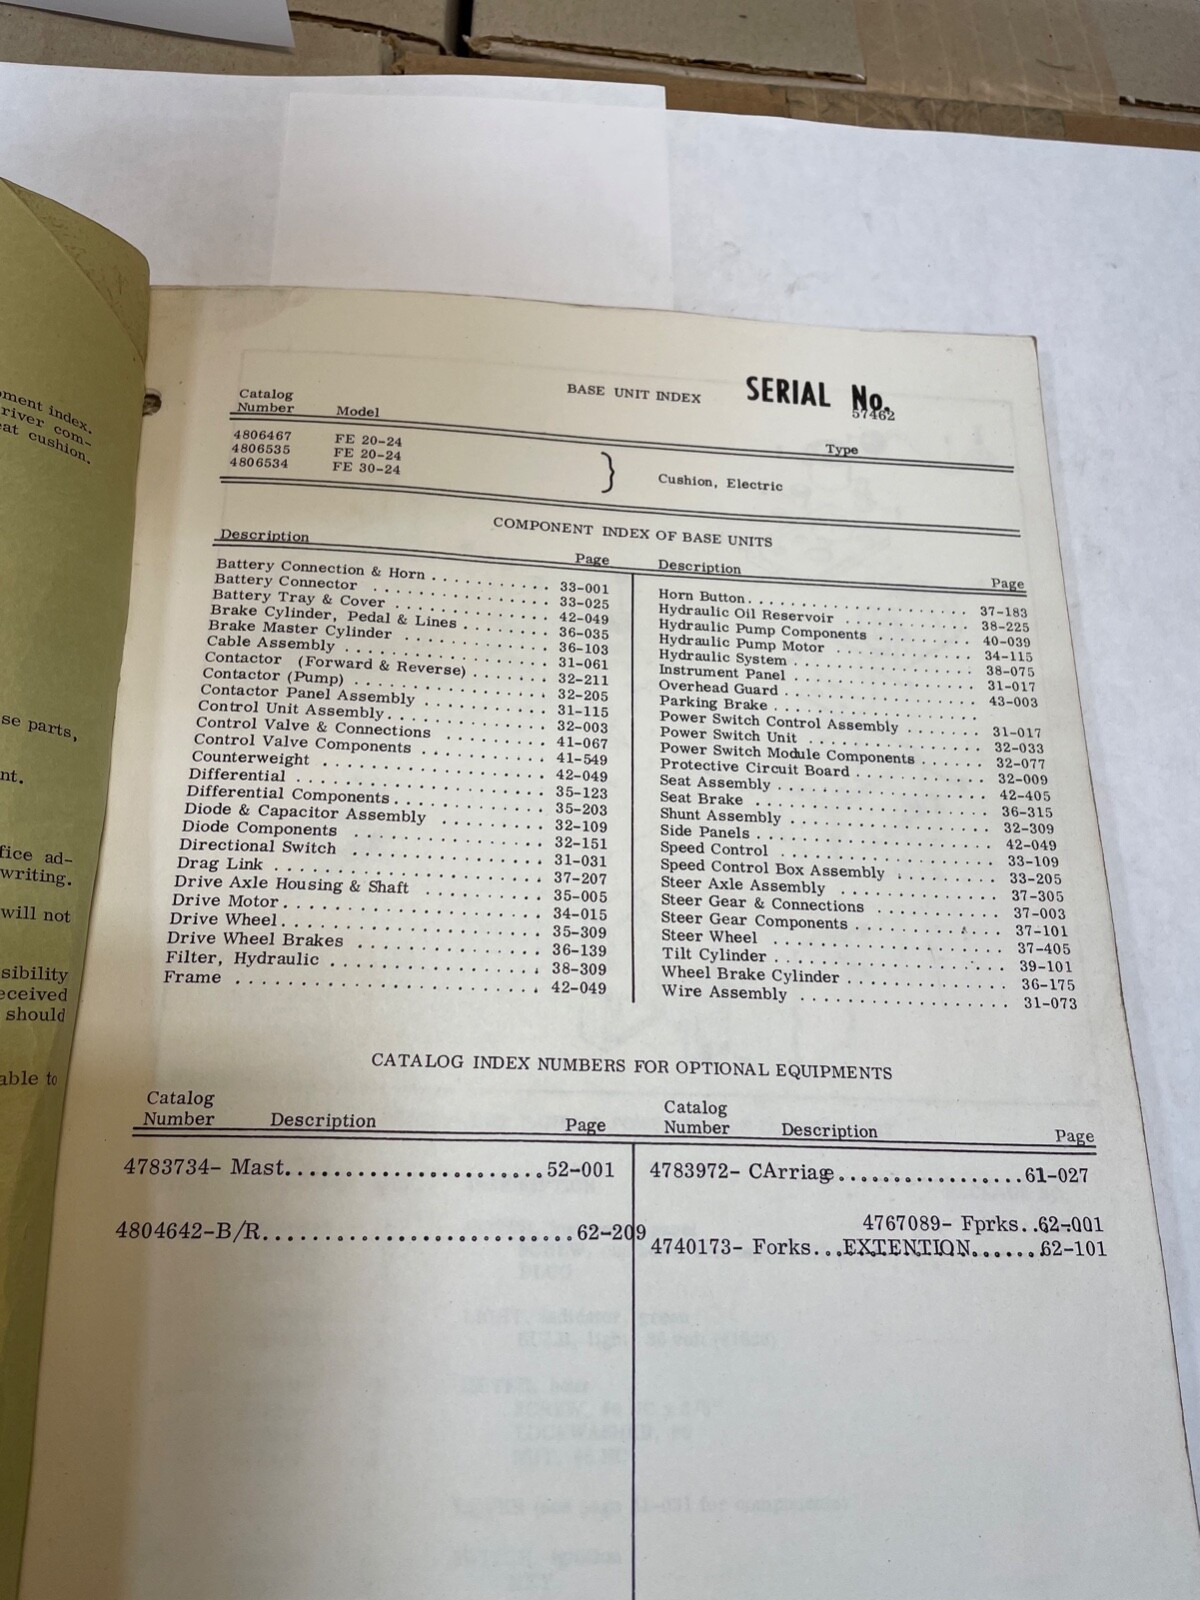 oment index.
river com-
eat cushion.
se parts,
nt.
fice ad-
writing.
will not
sibility
eceived
should
able to
BASE UNIT INDEX SERIAL No.
57462
Catalog
Number Model Type
4806467 FE 20-24
4806535 FE 20-24
4806534 FE 30-24
Cushion, Electric
COMPONENT INDEX OF BASE UNITS
Description Page
Battery Connection & Horn . . . . . . . . . . . 33-001
Battery Connector . . . . . . . . . . . . . . . 33-025
Battery Tray & Cover . . . . . . . . . . . . . 42-049
Brake Cylinder, Pedal & Lines . . . . . . . . 36-035
Brake Master Cylinder . . . . . . . . . . . . 36-103
Cable Assembly . . . . . . . . . . . . . . . . 31-061
Contactor (Forward & Reverse) . . . . . . . 32-211
Contactor (Pump) . . . . . . . . . . . . . . . 32-205
Contactor Panel Assembly . . . . . . . . . . 31-115
Control Unit Assembly . . . . . . . . . . . . 32-003
Control Valve & Connections . . . . . . . . . 41-067
Control Valve Components . . . . . . . . . . 41-549
Counterweight . . . . . . . . . . . . . . . . . 42-049
Differential . . . . . . . . . . . . . . . . . . 35-123
Differential Components . . . . . . . . . . . 35-203
Diode & Capacitor Assembly . . . . . . . . . 32-109
Diode Components . . . . . . . . . . . . . . . 32-151
Directional Switch . . . . . . . . . . . . . . 31-031
Drag Link . . . . . . . . . . . . . . . . . . . 37-207
Drive Axle Housing & Shaft . . . . . . . . . 35-005
Drive Motor . . . . . . . . . . . . . . . . . . 34-015
Drive Wheel . . . . . . . . . . . . . . . . . . 35-309
Drive Wheel Brakes . . . . . . . . . . . . . . 36-139
Filter, Hydraulic . . . . . . . . . . . . . . . 38-309
Frame . . . . . . . . . . . . . . . . . . . . . 42-049
Description Page
Horn Button . . . . . . . . . . . . . . . . . . 37-183
Hydraulic Oil Reservoir . . . . . . . . . . . 38-225
Hydraulic Pump Components . . . . . . . . . 40-039
Hydraulic Pump Motor . . . . . . . . . . . . 34-115
Hydraulic System . . . . . . . . . . . . . . . 38-075
Instrument Panel . . . . . . . . . . . . . . . 31-017
Overhead Guard . . . . . . . . . . . . . . . . 43-003
Parking Brake . . . . . . . . . . . . . . . .
Power Switch Control Assembly . . . . . . . 31-017
Power Switch Unit . . . . . . . . . . . . . . 32-033
Power Switch Module Components . . . . . . 32-077
Protective Circuit Board . . . . . . . . . . . 32-009
Seat Assembly . . . . . . . . . . . . . . . . 42-405
Seat Brake . . . . . . . . . . . . . . . . . . 36-315
Shunt Assembly . . . . . . . . . . . . . . . . 32-309
Side Panels . . . . . . . . . . . . . . . . . . 42-049
Speed Control . . . . . . . . . . . . . . . . . 33-109
Speed Control Box Assembly . . . . . . . . . 33-205
Steer Axle Assembly . . . . . . . . . . . . . 37-305
Steer Gear & Connections . . . . . . . . . . 37-003
Steer Gear Components . . . . . . . . . . . . 37-101
Steer Wheel . . . . . . . . . . . . . . . . . . 37-405
Tilt Cylinder . . . . . . . . . . . . . . . . . 39-101
Wheel Brake Cylinder . . . . . . . . . . . . . 36-175
Wire Assembly . . . . . . . . . . . . . . . . 31-073
CATALOG INDEX NUMBERS FOR OPTIONAL EQUIPMENTS
Catalog
Number Description Page
4783734- Mast..........................52-001
4804642-B/R..........................62-209
Catalog
Number Description Page
4783972- CArriage.................61-027
4767089- Fprks..62-001
4740173- Forks...EXTENTION.......62-101